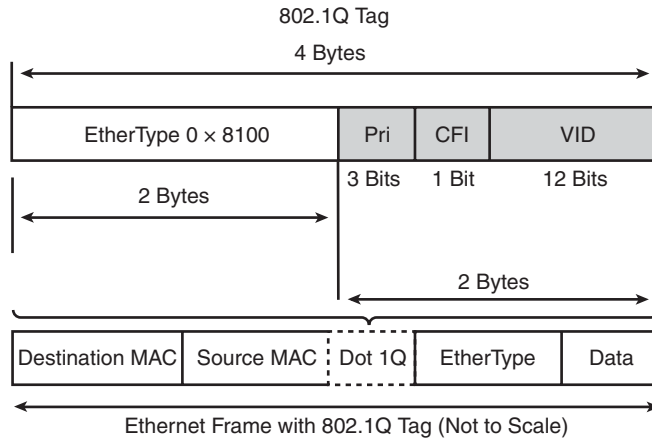 802.1Q Tag
4 Bytes
EtherType 0 × 8100 Pri CFI VID
3 Bits 1 Bit 12 Bits
2 Bytes
2 Bytes
Destination MAC Source MAC Dot 1Q EtherType Data
Ethernet Frame with 802.1Q Tag (Not to Scale)